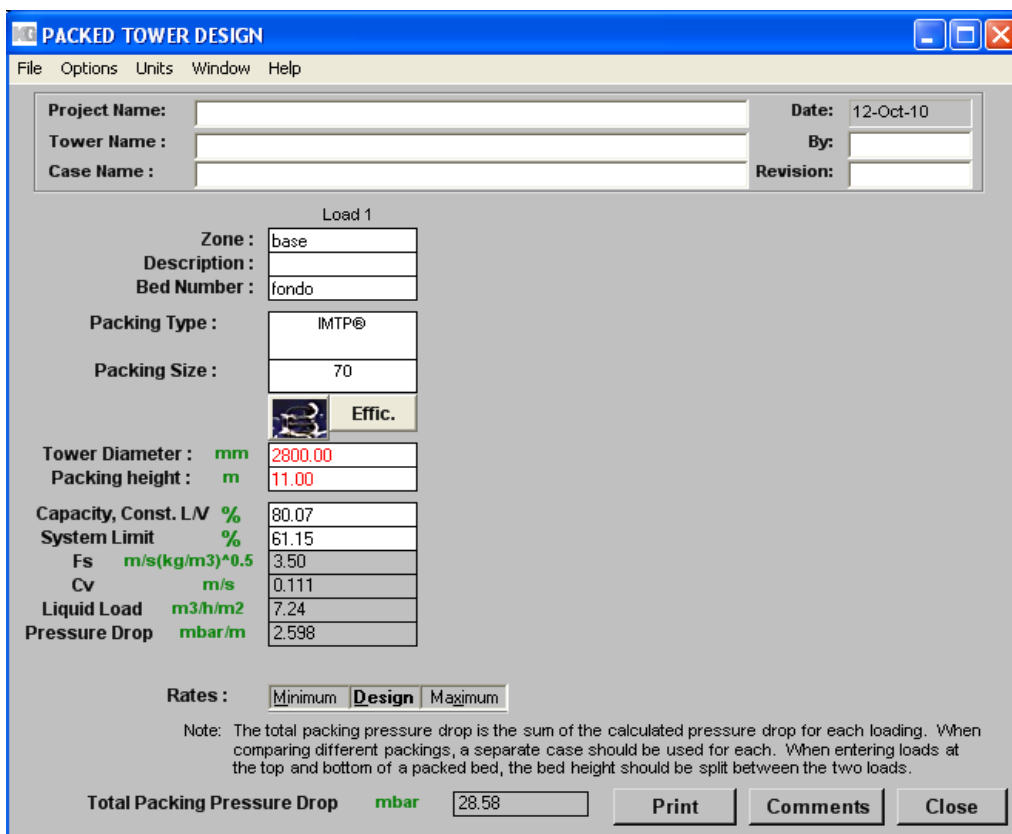 KG PACKED TOWER DESIGN
File Options Units Window Help
Project Name: Date: 12-Oct-10
Tower Name : By:
Case Name : Revision:
Load 1
Zone : base
Description :
Bed Number : fondo
Packing Type : IMTP®
Packing Size : 70
Effic.
Tower Diameter : mm 2800.00
Packing height : m 11.00
Capacity, Const. L/V % 80.07
System Limit % 61.15
Fs m/s(kg/m3)^0.5 3.50
Cv m/s 0.111
Liquid Load m3/h/m2 7.24
Pressure Drop mbar/m 2.598
Rates : Minimum Design Maximum
Note: The total packing pressure drop is the sum of the calculated pressure drop for each loading. When
comparing different packings, a separate case should be used for each. When entering loads at
the top and bottom of a packed bed, the bed height should be split between the two loads.
Total Packing Pressure Drop mbar 28.58 Print Comments Close